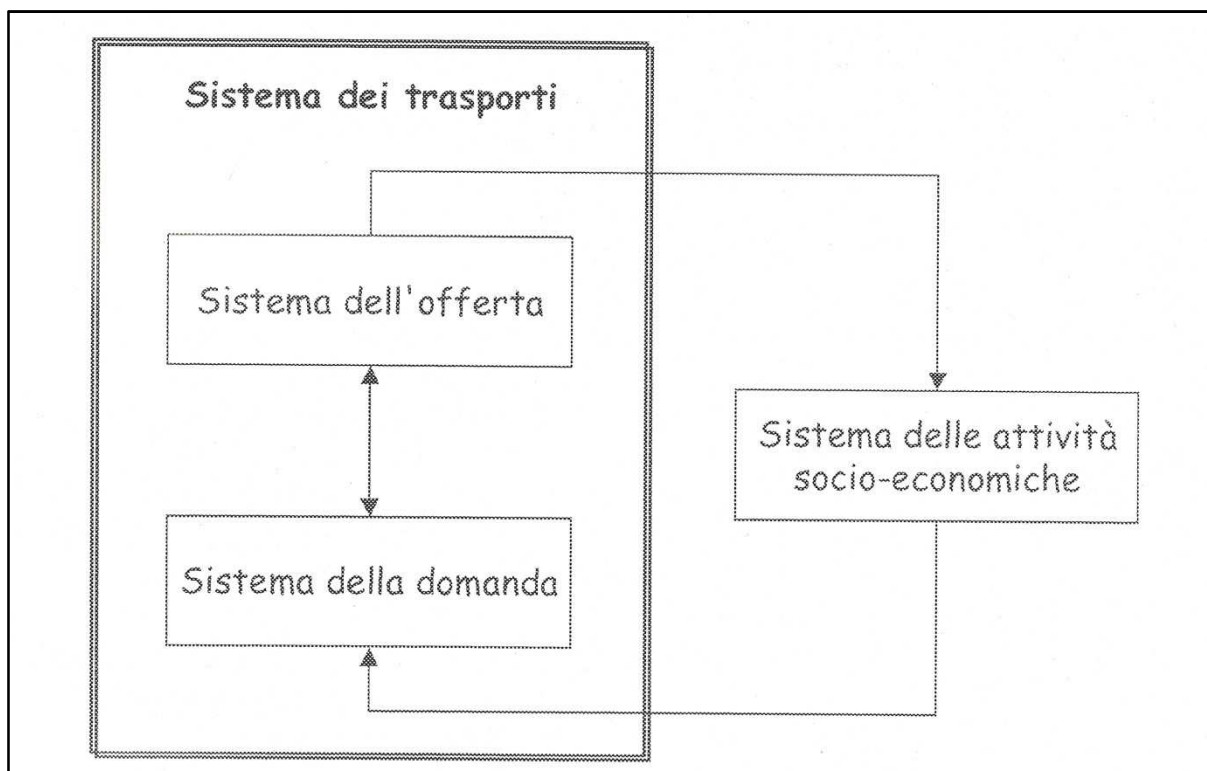 Sistema dei trasporti
Sistema dell'offerta
Sistema delle attività
socio-economiche
Sistema della domanda